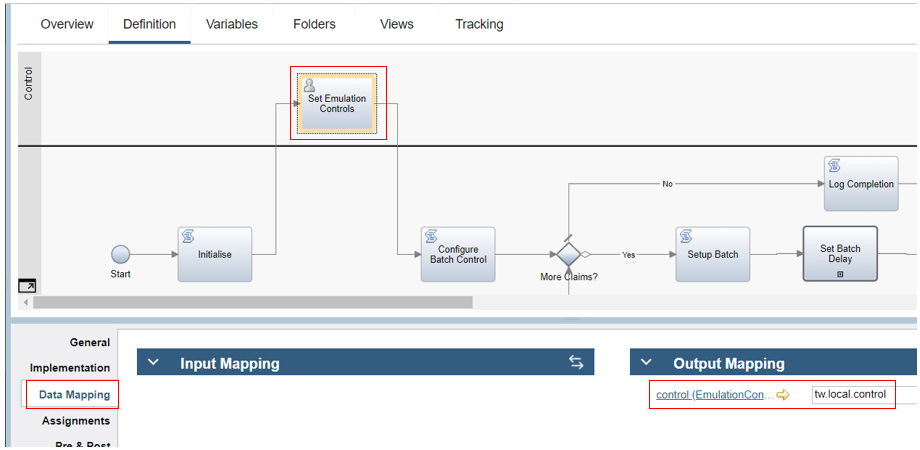 Overview Definition Variables Folders Views Tracking
Control
Set Emulation
Controls
No
Log Completion
Start
Initialise
Configure
Batch Control
More Claims?
Yes
Setup Batch
Set Batch
Delay
General
Implementation
Data Mapping
Assignments
Pre & Post
Input Mapping
Output Mapping
control (EmulationCon... tw.local.control